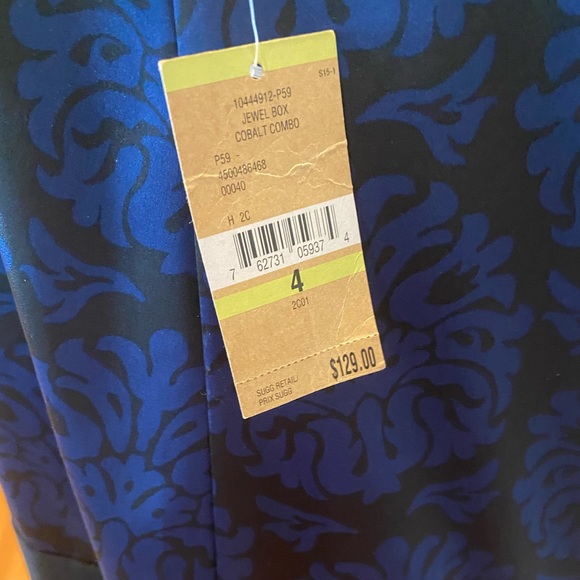 S15-1
10444912-P59
JEWEL BOX
COBALT COMBO
P59 -
4500486468
00040
H 2C
7 62731 05937 4
4
2C01
$129.00
SUGG RETAIL/
PRIX SUGG